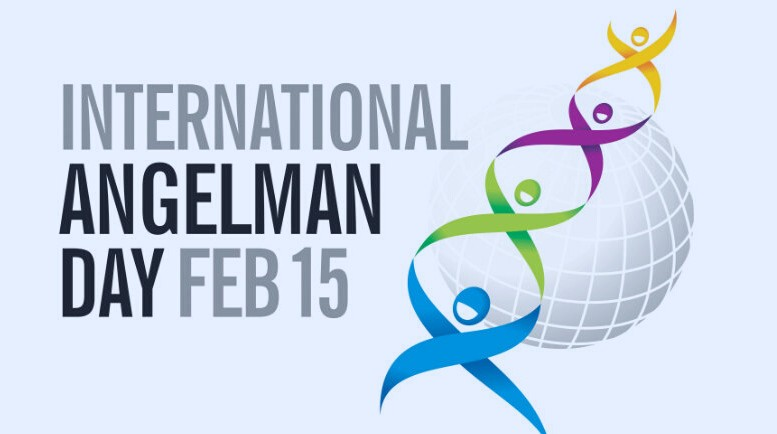 INTERNATIONAL
ANGELMAN
DAY FEB 15